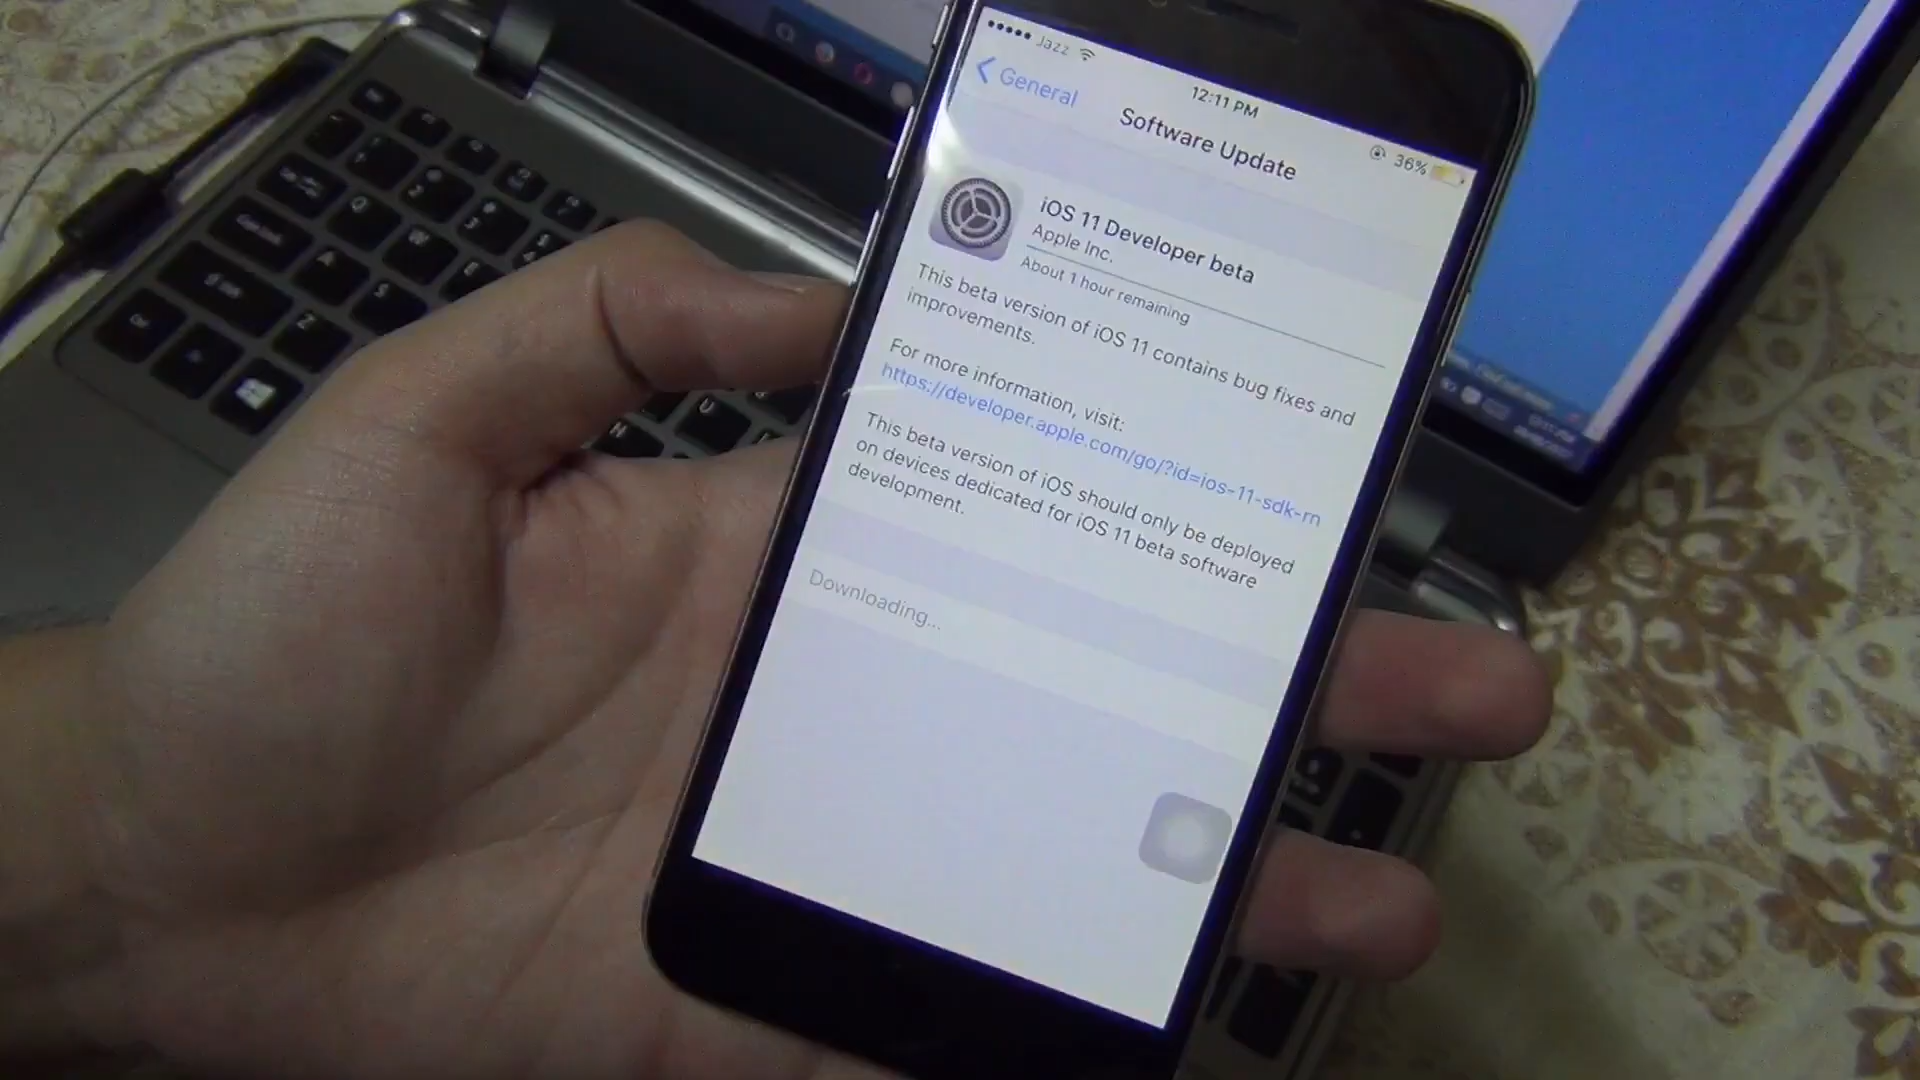 Jazz
12:11 PM
36%
General
Software Update
iOS 11 Developer beta
Apple Inc.
About 1 hour remaining
This beta version of iOS 11 contains bug fixes and
improvements.
For more information, visit:
https://developer.apple.com/go/?id=ios-11-sdk-rn
This beta version of iOS should only be deployed
on devices dedicated for iOS 11 beta software
development.
Downloading...
Q
W
E
A
S
Z
U
H